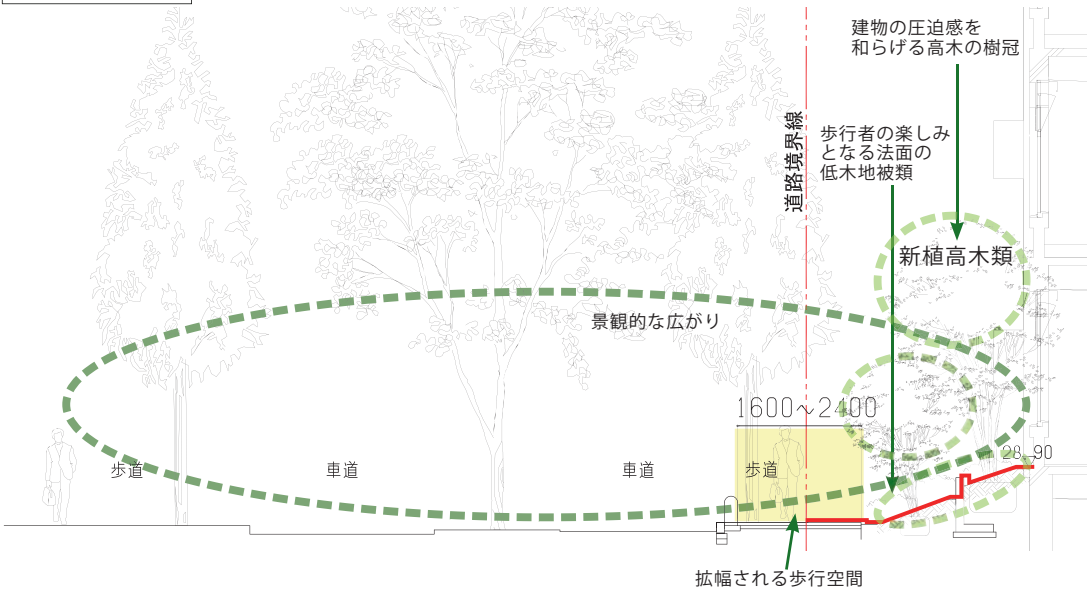 建物の圧迫感を
和らげる高木の樹冠
道路境界線
歩行者の楽しみ
となる法面の
低木地被類
新植高木類
景観的な広がり
1600～2400
28.90
歩道
車道
車道
歩道
拡幅される歩行空間